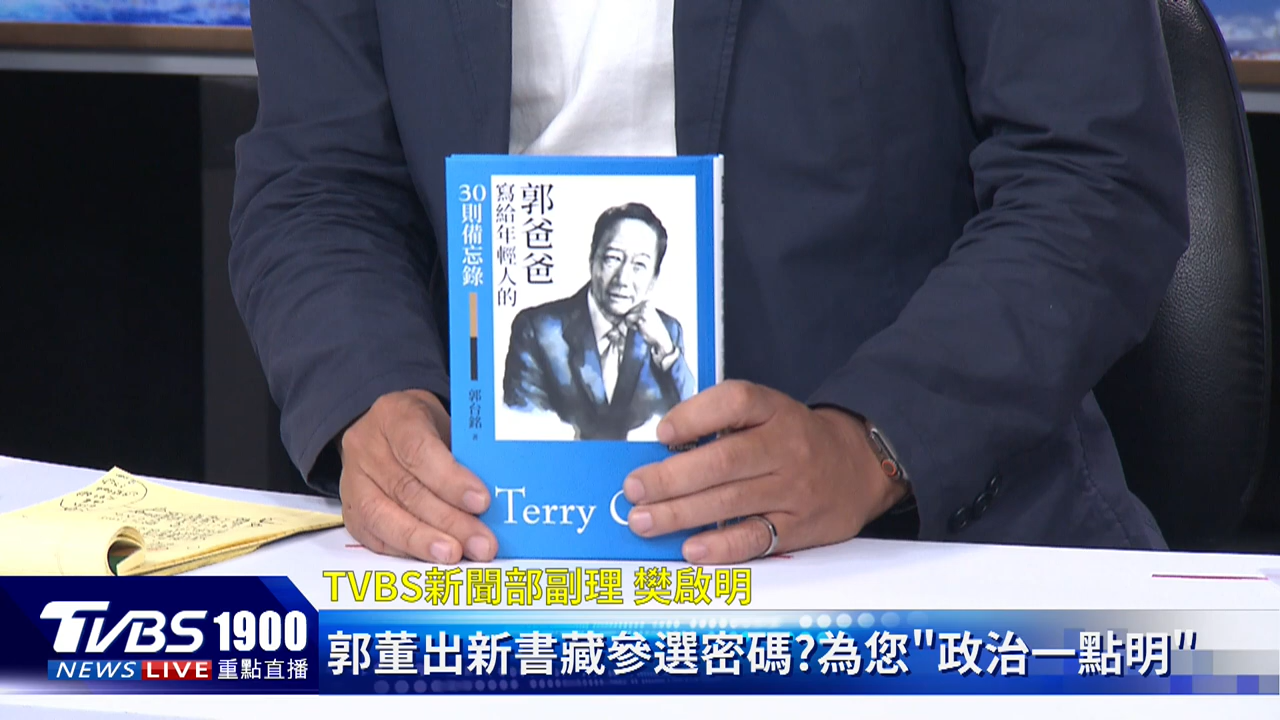 郭爸爸
寫給年輕人的
30則備忘錄
郭台銘
Terry
TVBS新聞部副理 樊啟明
TVBS 1900
NEWS LIVE 重點直播
郭董出新書藏參選密碼?為您"政治一點明"